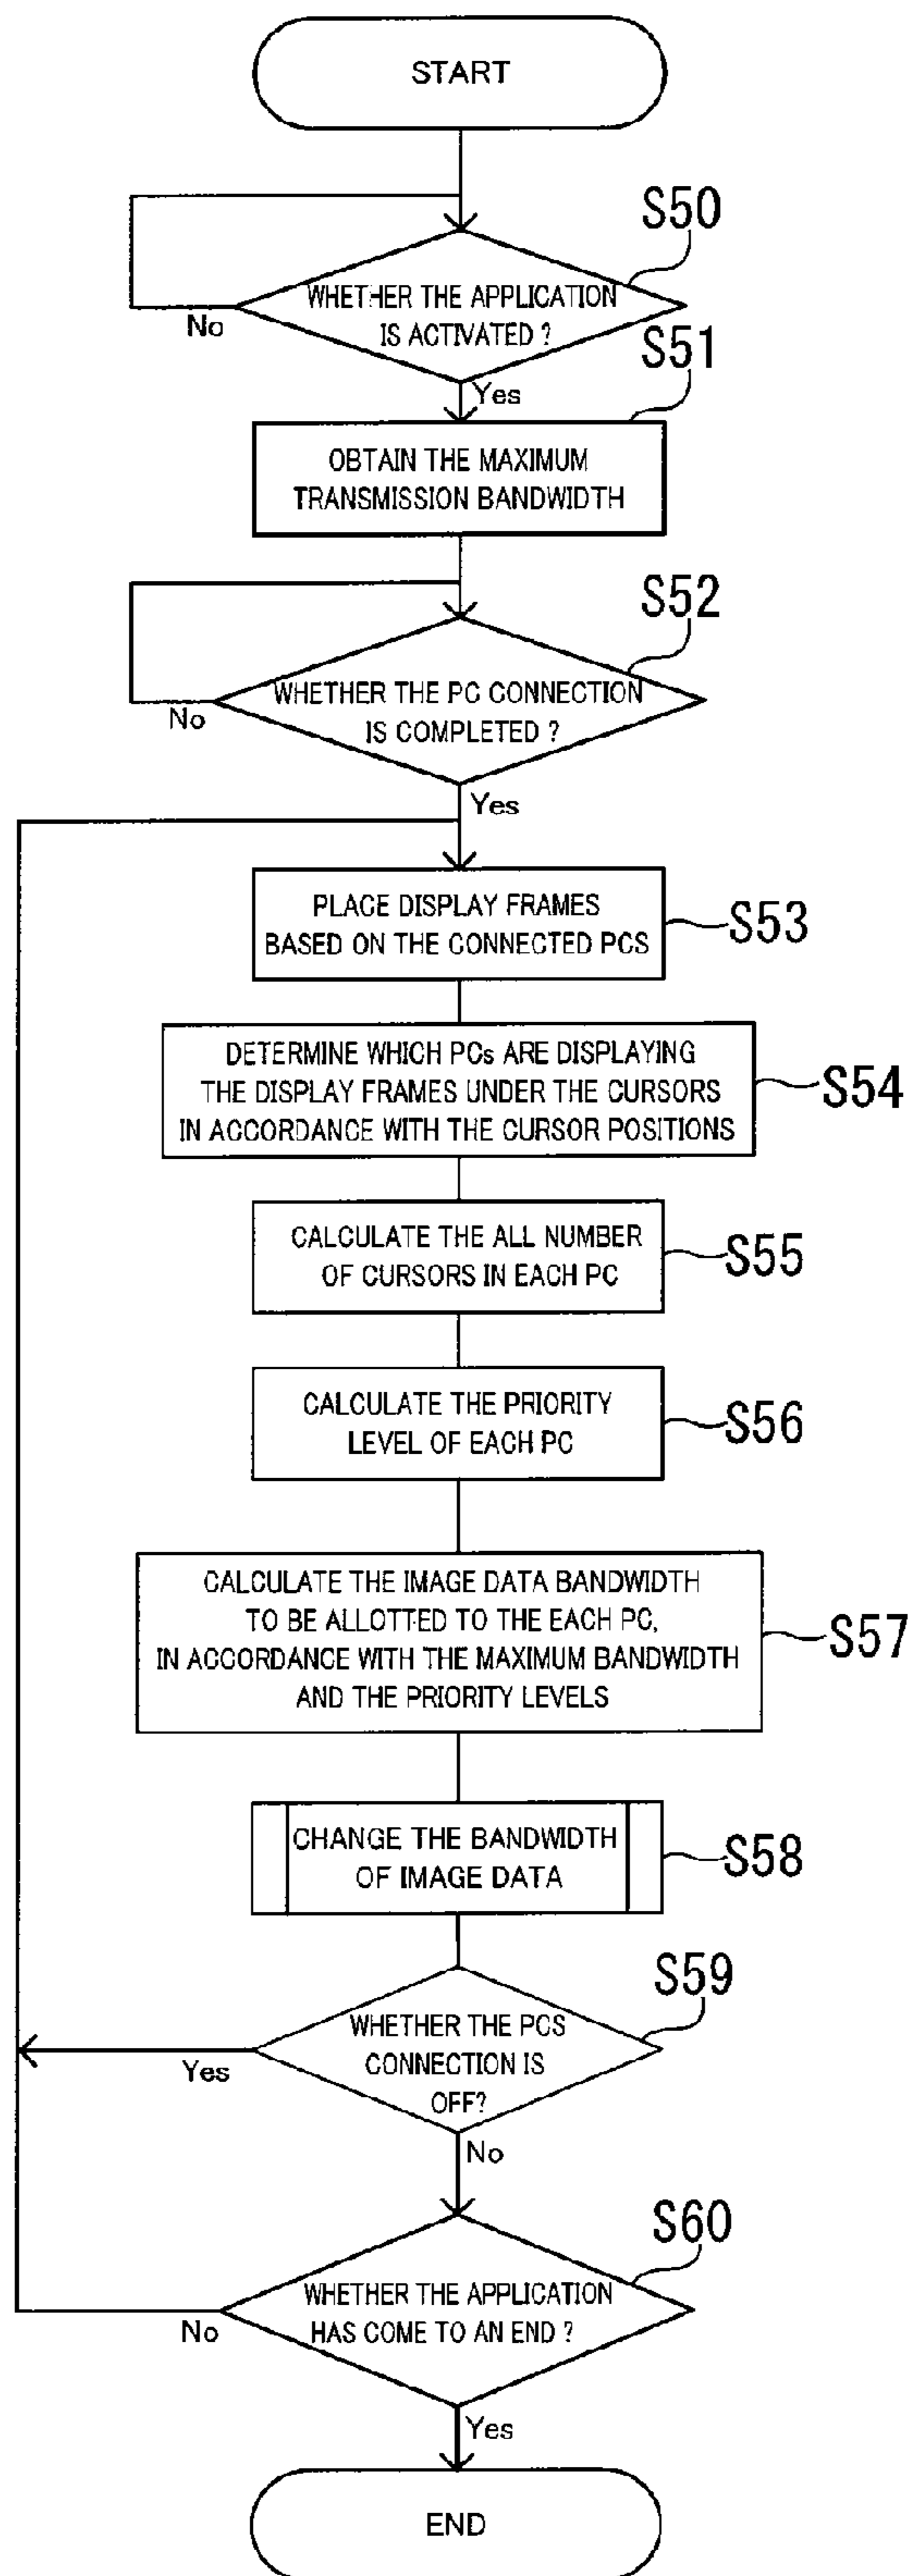 START
S50
WHETHER THE APPLICATION
IS ACTIVATED ?
No
Yes
S51
OBTAIN THE MAXIMUM
TRANSMISSION BANDWIDTH
S52
WHETHER THE PC CONNECTION
IS COMPLETED ?
No
Yes
PLACE DISPLAY FRAMES
BASED ON THE CONNECTED PCS
S53
DETERMINE WHICH PCs ARE DISPLAYING
THE DISPLAY FRAMES UNDER THE CURSORS
IN ACCORDANCE WITH THE CURSOR POSITIONS
S54
CALCULATE THE ALL NUMBER
OF CURSORS IN EACH PC
S55
CALCULATE THE PRIORITY
LEVEL OF EACH PC
S56
CALCULATE THE IMAGE DATA BANDWIDTH
TO BE ALLOTTED TO THE EACH PC,
IN ACCORDANCE WITH THE MAXIMUM BANDWIDTH
AND THE PRIORITY LEVELS
S57
CHANGE THE BANDWIDTH
OF IMAGE DATA
S58
S59
WHETHER THE PCS
CONNECTION IS
OFF?
Yes
No
S60
WHETHER THE APPLICATION
HAS COME TO AN END ?
No
Yes
END